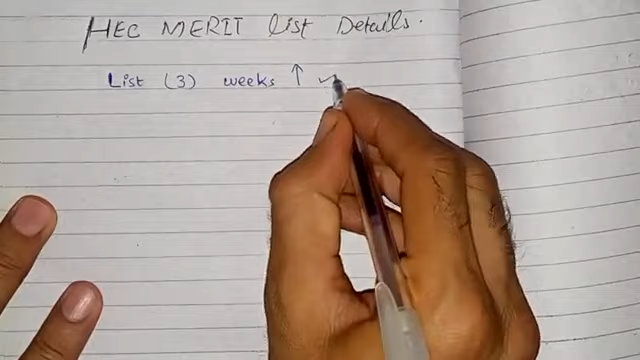 HEC MERIT list Details.
List (3) weeks ↑ ✓